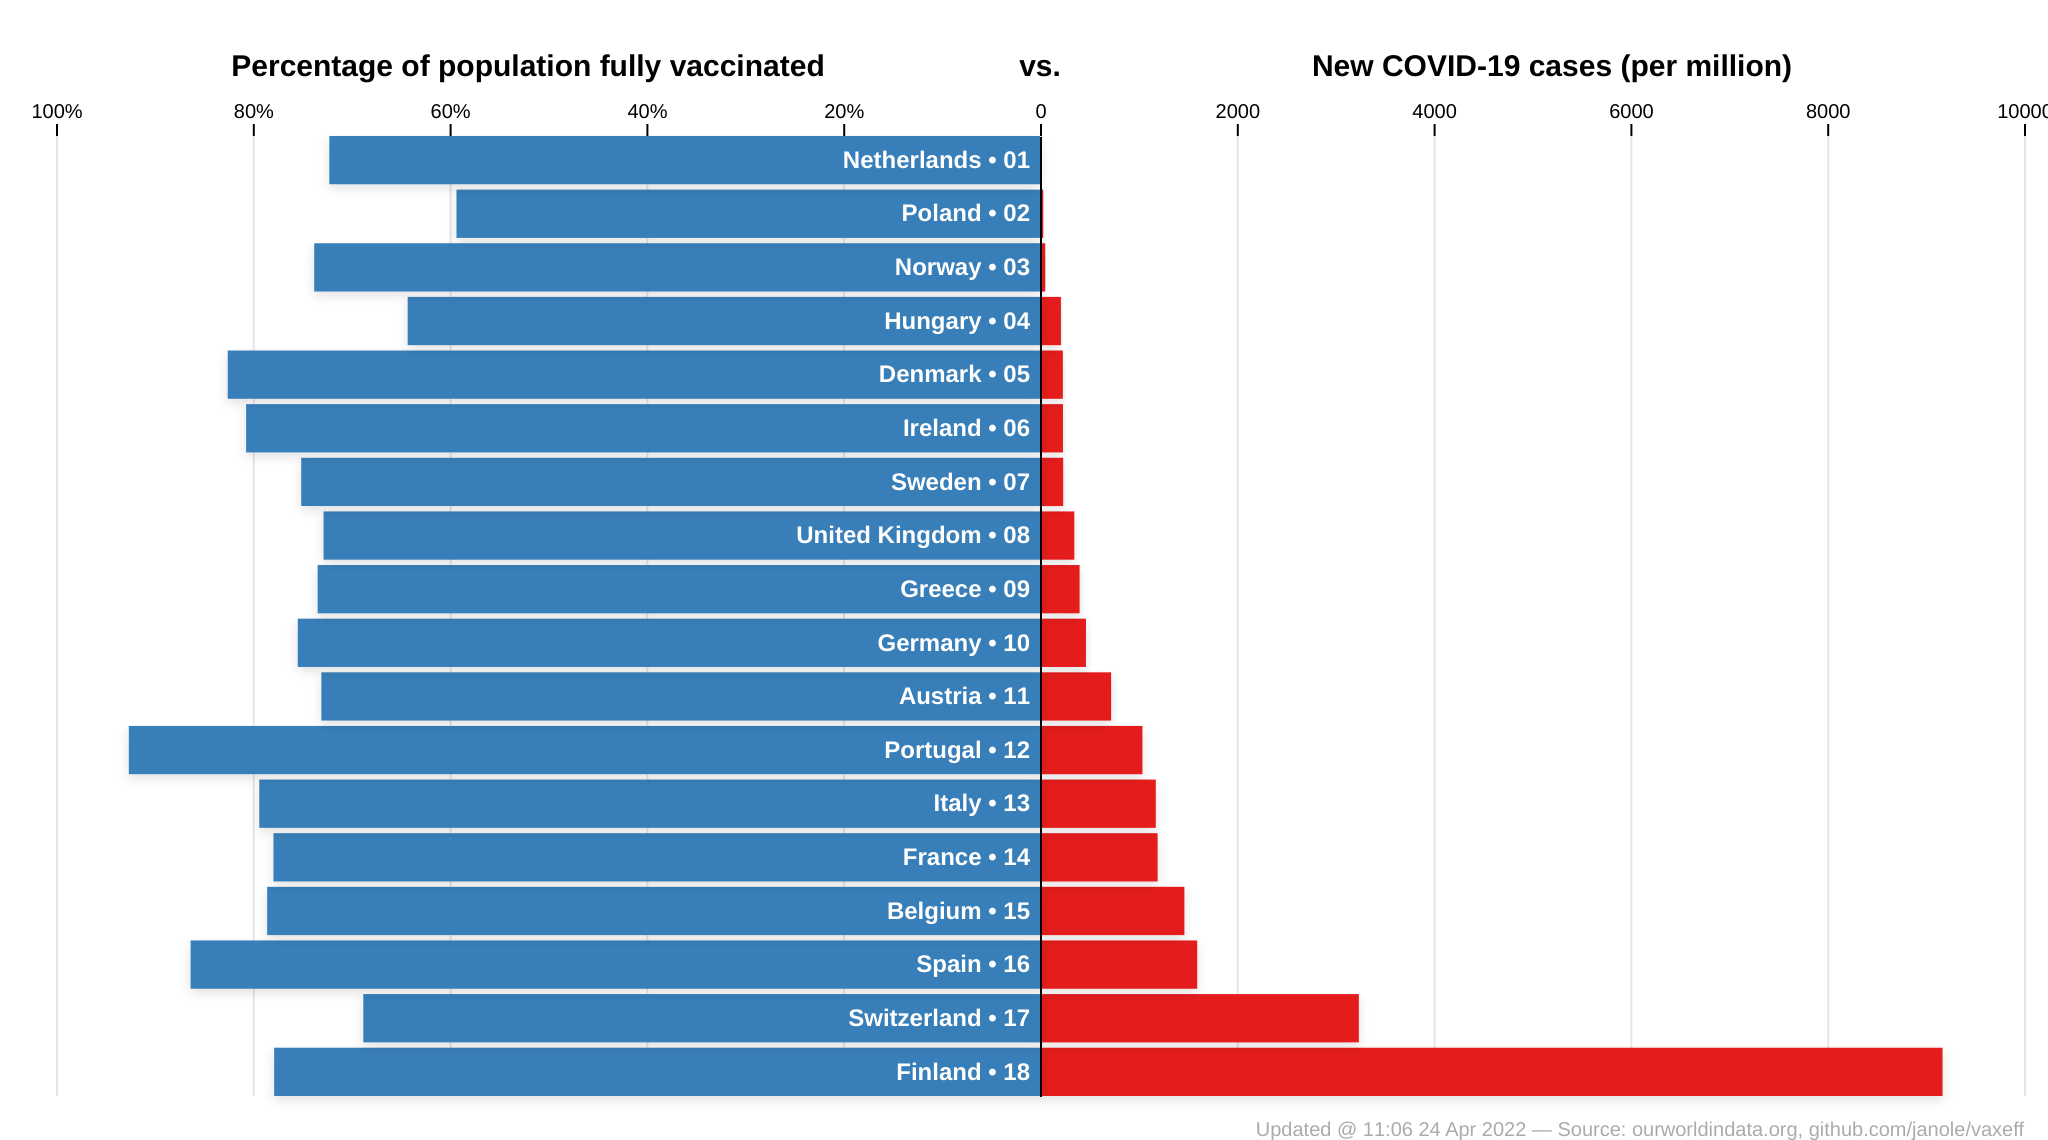 Percentage of population fully vaccinated vs. New COVID-19 cases (per million)
100% 80% 60% 40% 20% 0 2000 4000 6000 8000 10000
Netherlands • 01
Poland • 02
Norway • 03
Hungary • 04
Denmark • 05
Ireland • 06
Sweden • 07
United Kingdom • 08
Greece • 09
Germany • 10
Austria • 11
Portugal • 12
Italy • 13
France • 14
Belgium • 15
Spain • 16
Switzerland • 17
Finland • 18
Updated @ 11:06 24 Apr 2022 — Source: ourworldindata.org, github.com/janole/vaxeff